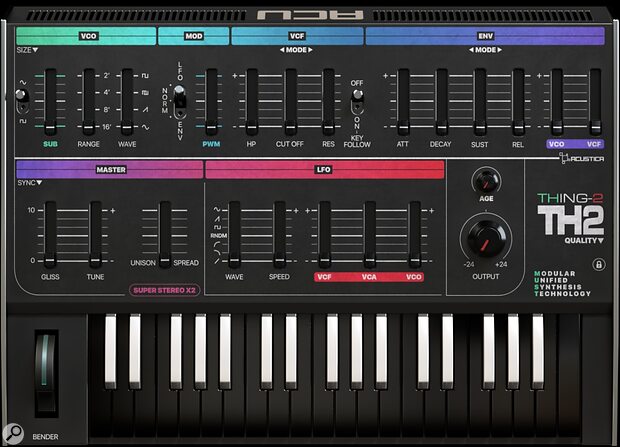 ACU
VCO
MOD
VCF
ENV
SIZE▼
◀ MODE ▶
◀ MODE ▶
LFO
NORM
ENV
OFF
ON
KEY
FOLLOW
2'
4'
8'
16'
+
+
+
SUB
RANGE
WAVE
PWM
HP
CUT OFF
RES
ATT
DECAY
SUST
REL
VCO
VCF
ACUSTICA
MASTER
LFO
SYNC▼
10
0
+
GLISS
TUNE
UNISON
SPREAD
SUPER STEREO X2
RNDM
+
+
WAVE
SPEED
VCF
VCA
VCO
AGE
-24
+24
OUTPUT
THING-2
TH2
QUALITY▼
MODULAR
UNIFIED
SYNTHESIS
TECHNOLOGY
BENDER